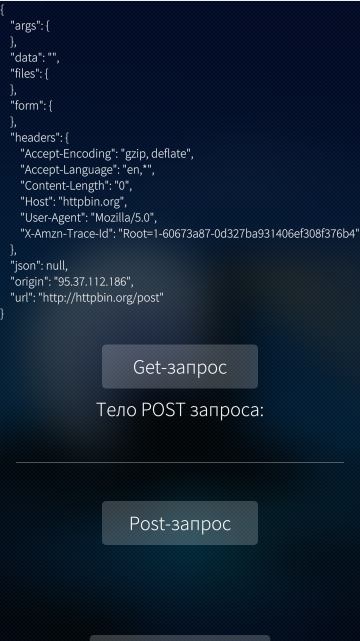 {
"args": {
},
"data": "",
"files": {
},
"form": {
},
"headers": {
"Accept-Encoding": "gzip, deflate",
"Accept-Language": "en,*",
"Content-Length": "0",
"Host": "httpbin.org",
"User-Agent": "Mozilla/5.0",
"X-Amzn-Trace-Id": "Root=1-60673a87-0d327ba931406ef308f376b4"
},
"json": null,
"origin": "95.37.112.186",
"url": "http://httpbin.org/post"
}
Get-запрос
Тело POST запроса:
Post-запрос